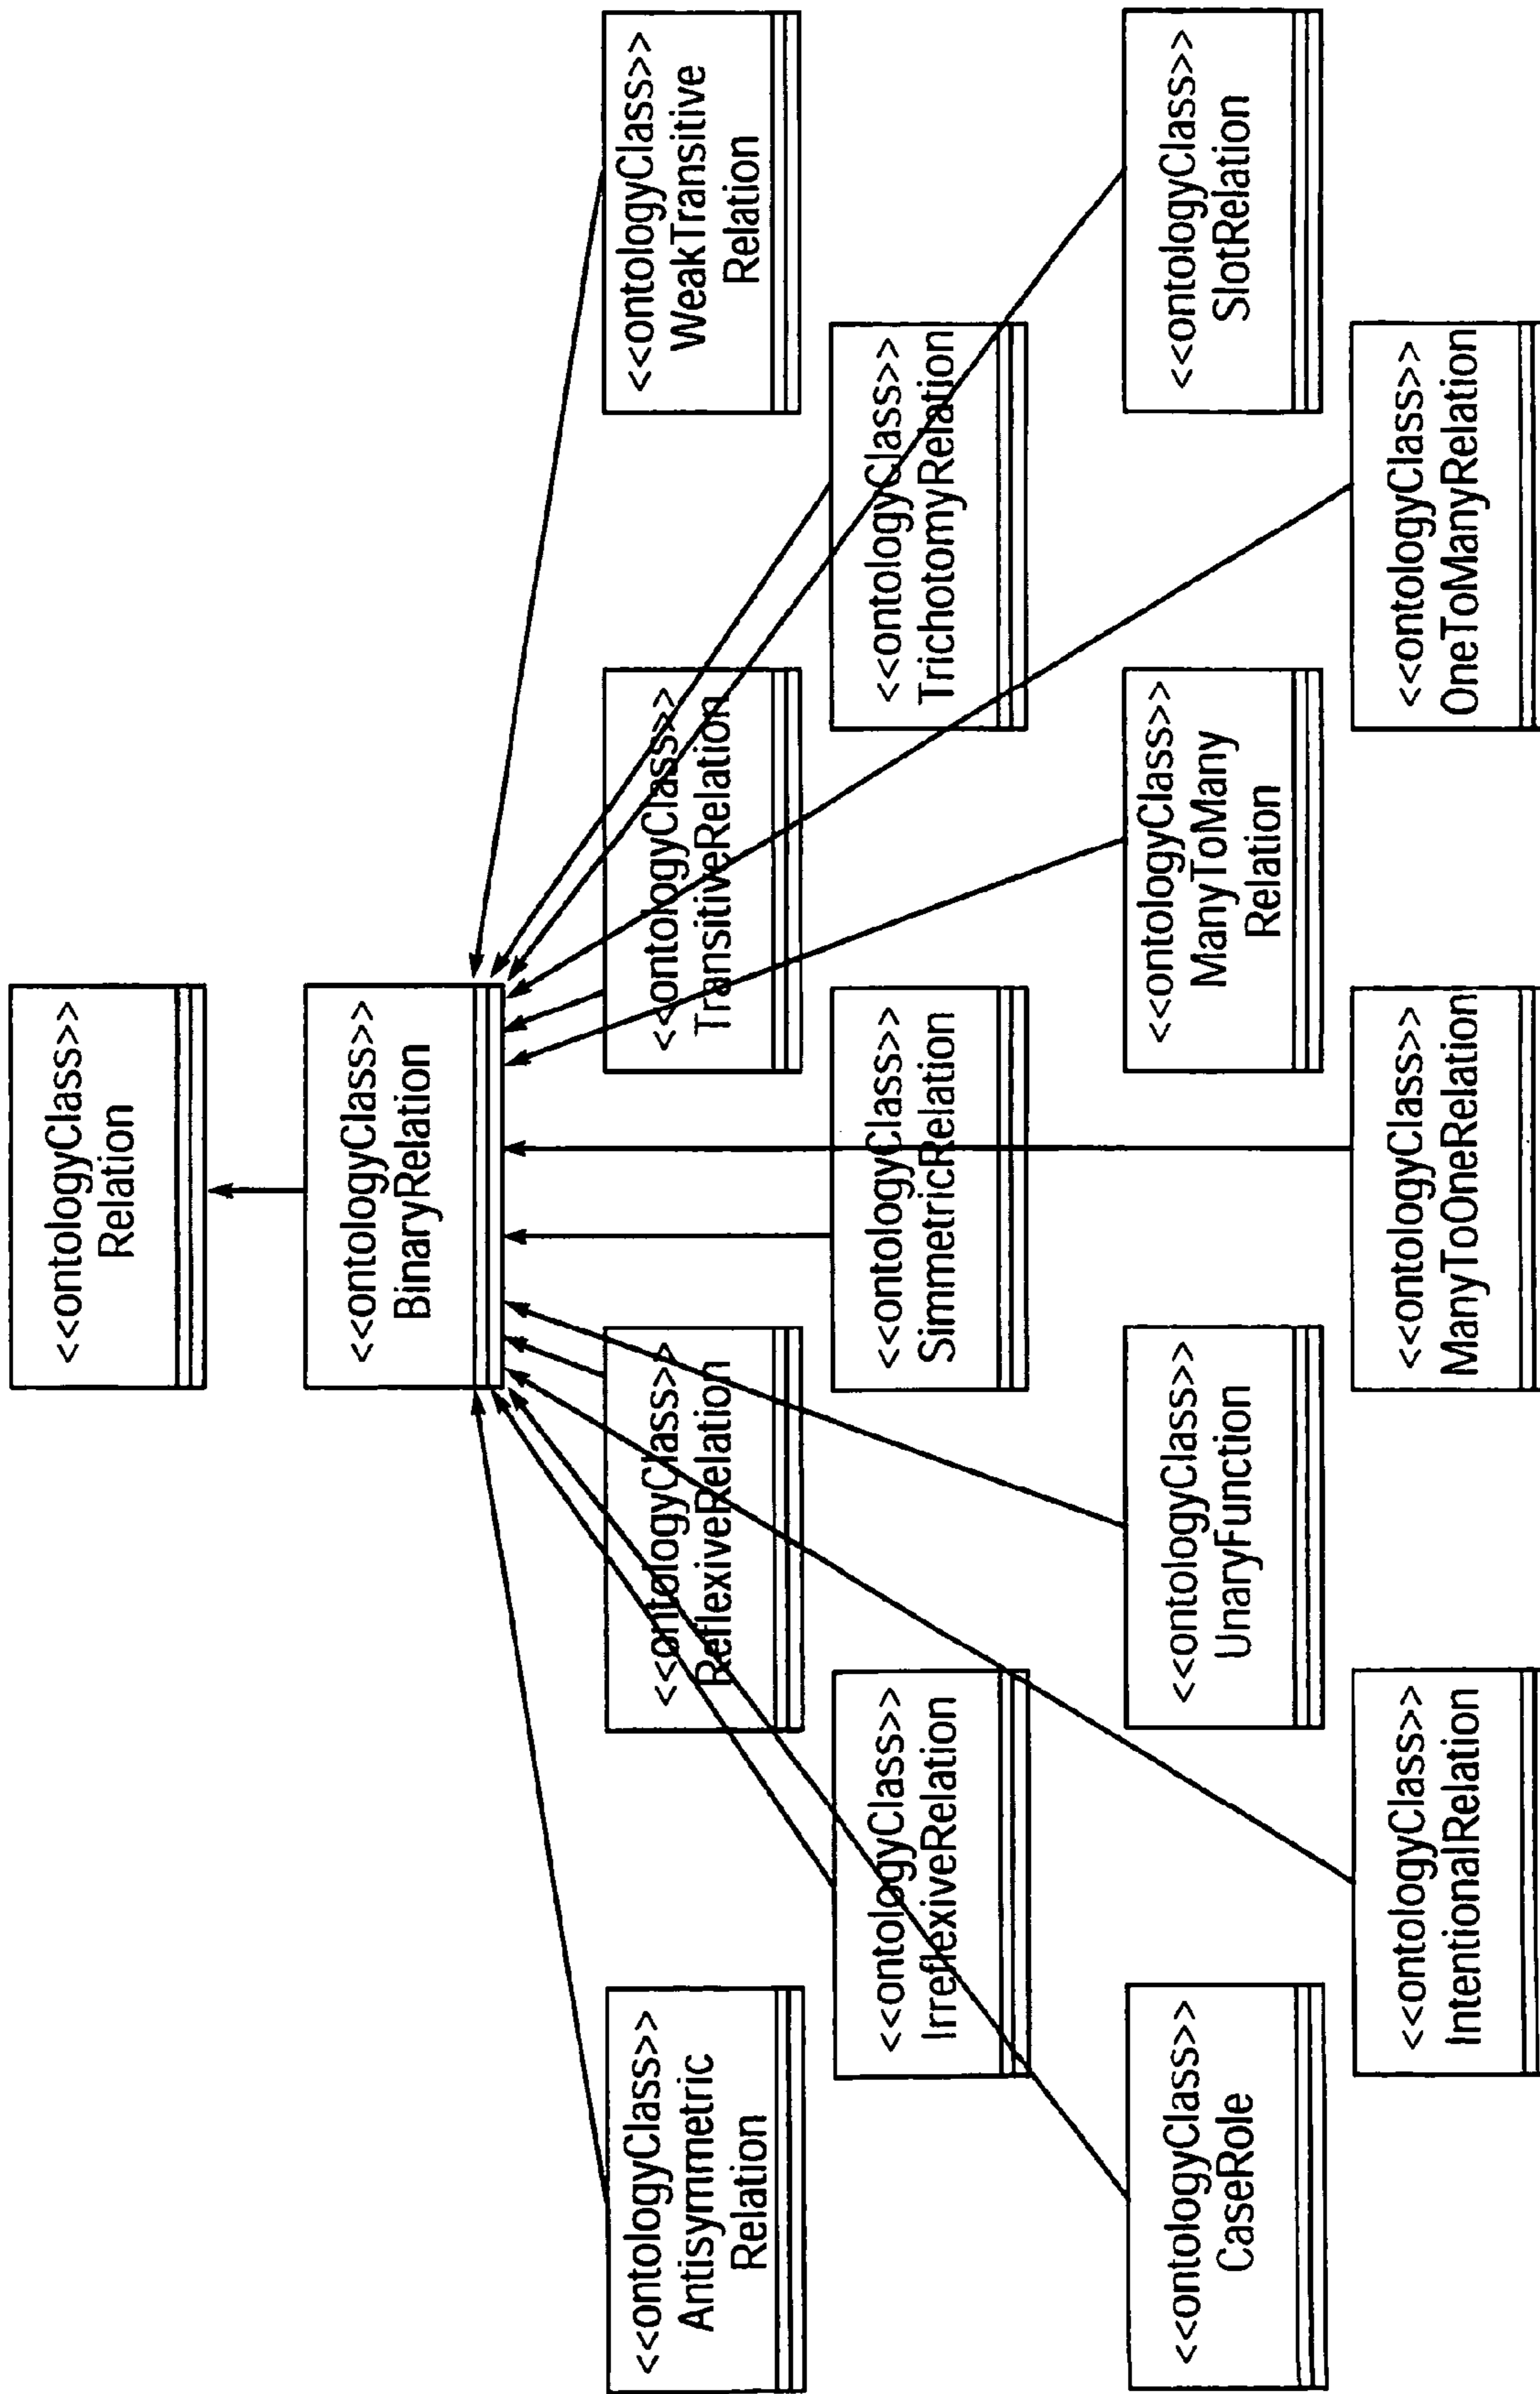 <<ontologyClass>>
Relation
<<ontologyClass>>
BinaryRelation
<<ontologyClass>>
Antisymmetric
Relation
<<ontologyClass>>
ReflexiveRelation
<<ontologyClass>>
TransitiveRelation
<<ontologyClass>>
WeakTransitive
Relation
<<ontologyClass>>
IrreflexiveRelation
<<ontologyClass>>
SimmetricRelation
<<ontologyClass>>
TrichotomyRelation
<<ontologyClass>>
CaseRole
<<ontologyClass>>
UnaryFunction
<<ontologyClass>>
ManyToMany
Relation
<<ontologyClass>>
SlotRelation
<<ontologyClass>>
IntentionalRelation
<<ontologyClass>>
ManyToOneRelation
<<ontologyClass>>
OneToManyRelation